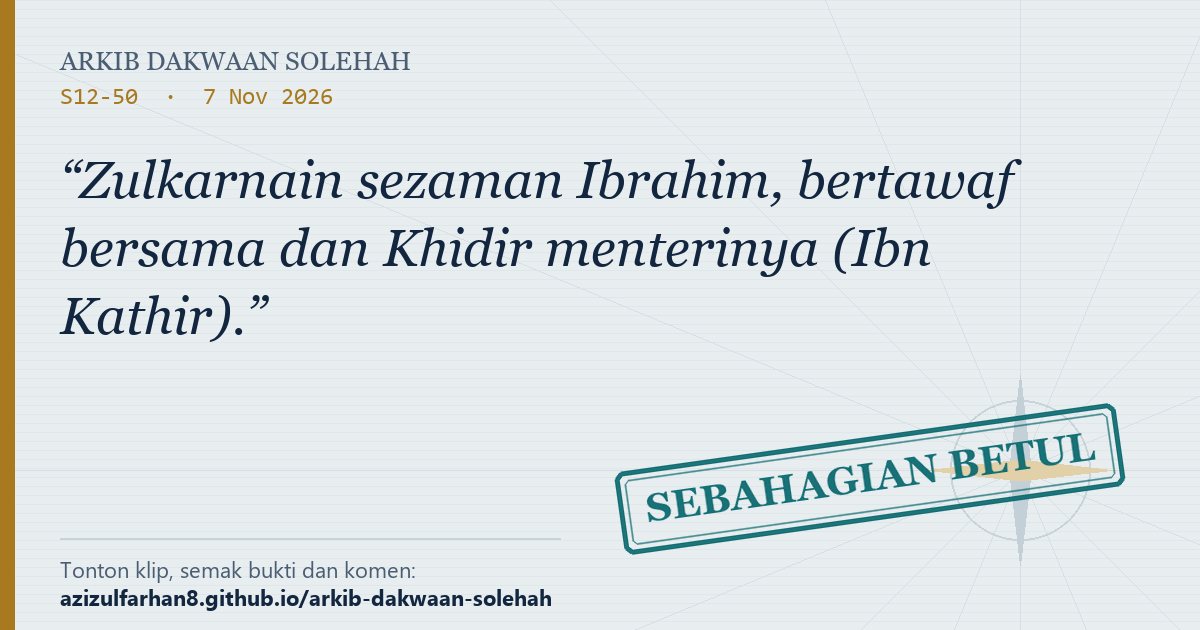 ARKIB DAKWAAN SOLEHAH
S12-50 · 7 Nov 2026
“Zulkarnain sezaman Ibrahim, bertawaf
bersama dan Khidir menterinya (Ibn
Kathir).”
SEBAHAGIAN BETUL
Tonton klip, semak bukti dan komen:
azizulfarhan8.github.io/arkib-dakwaan-solehah